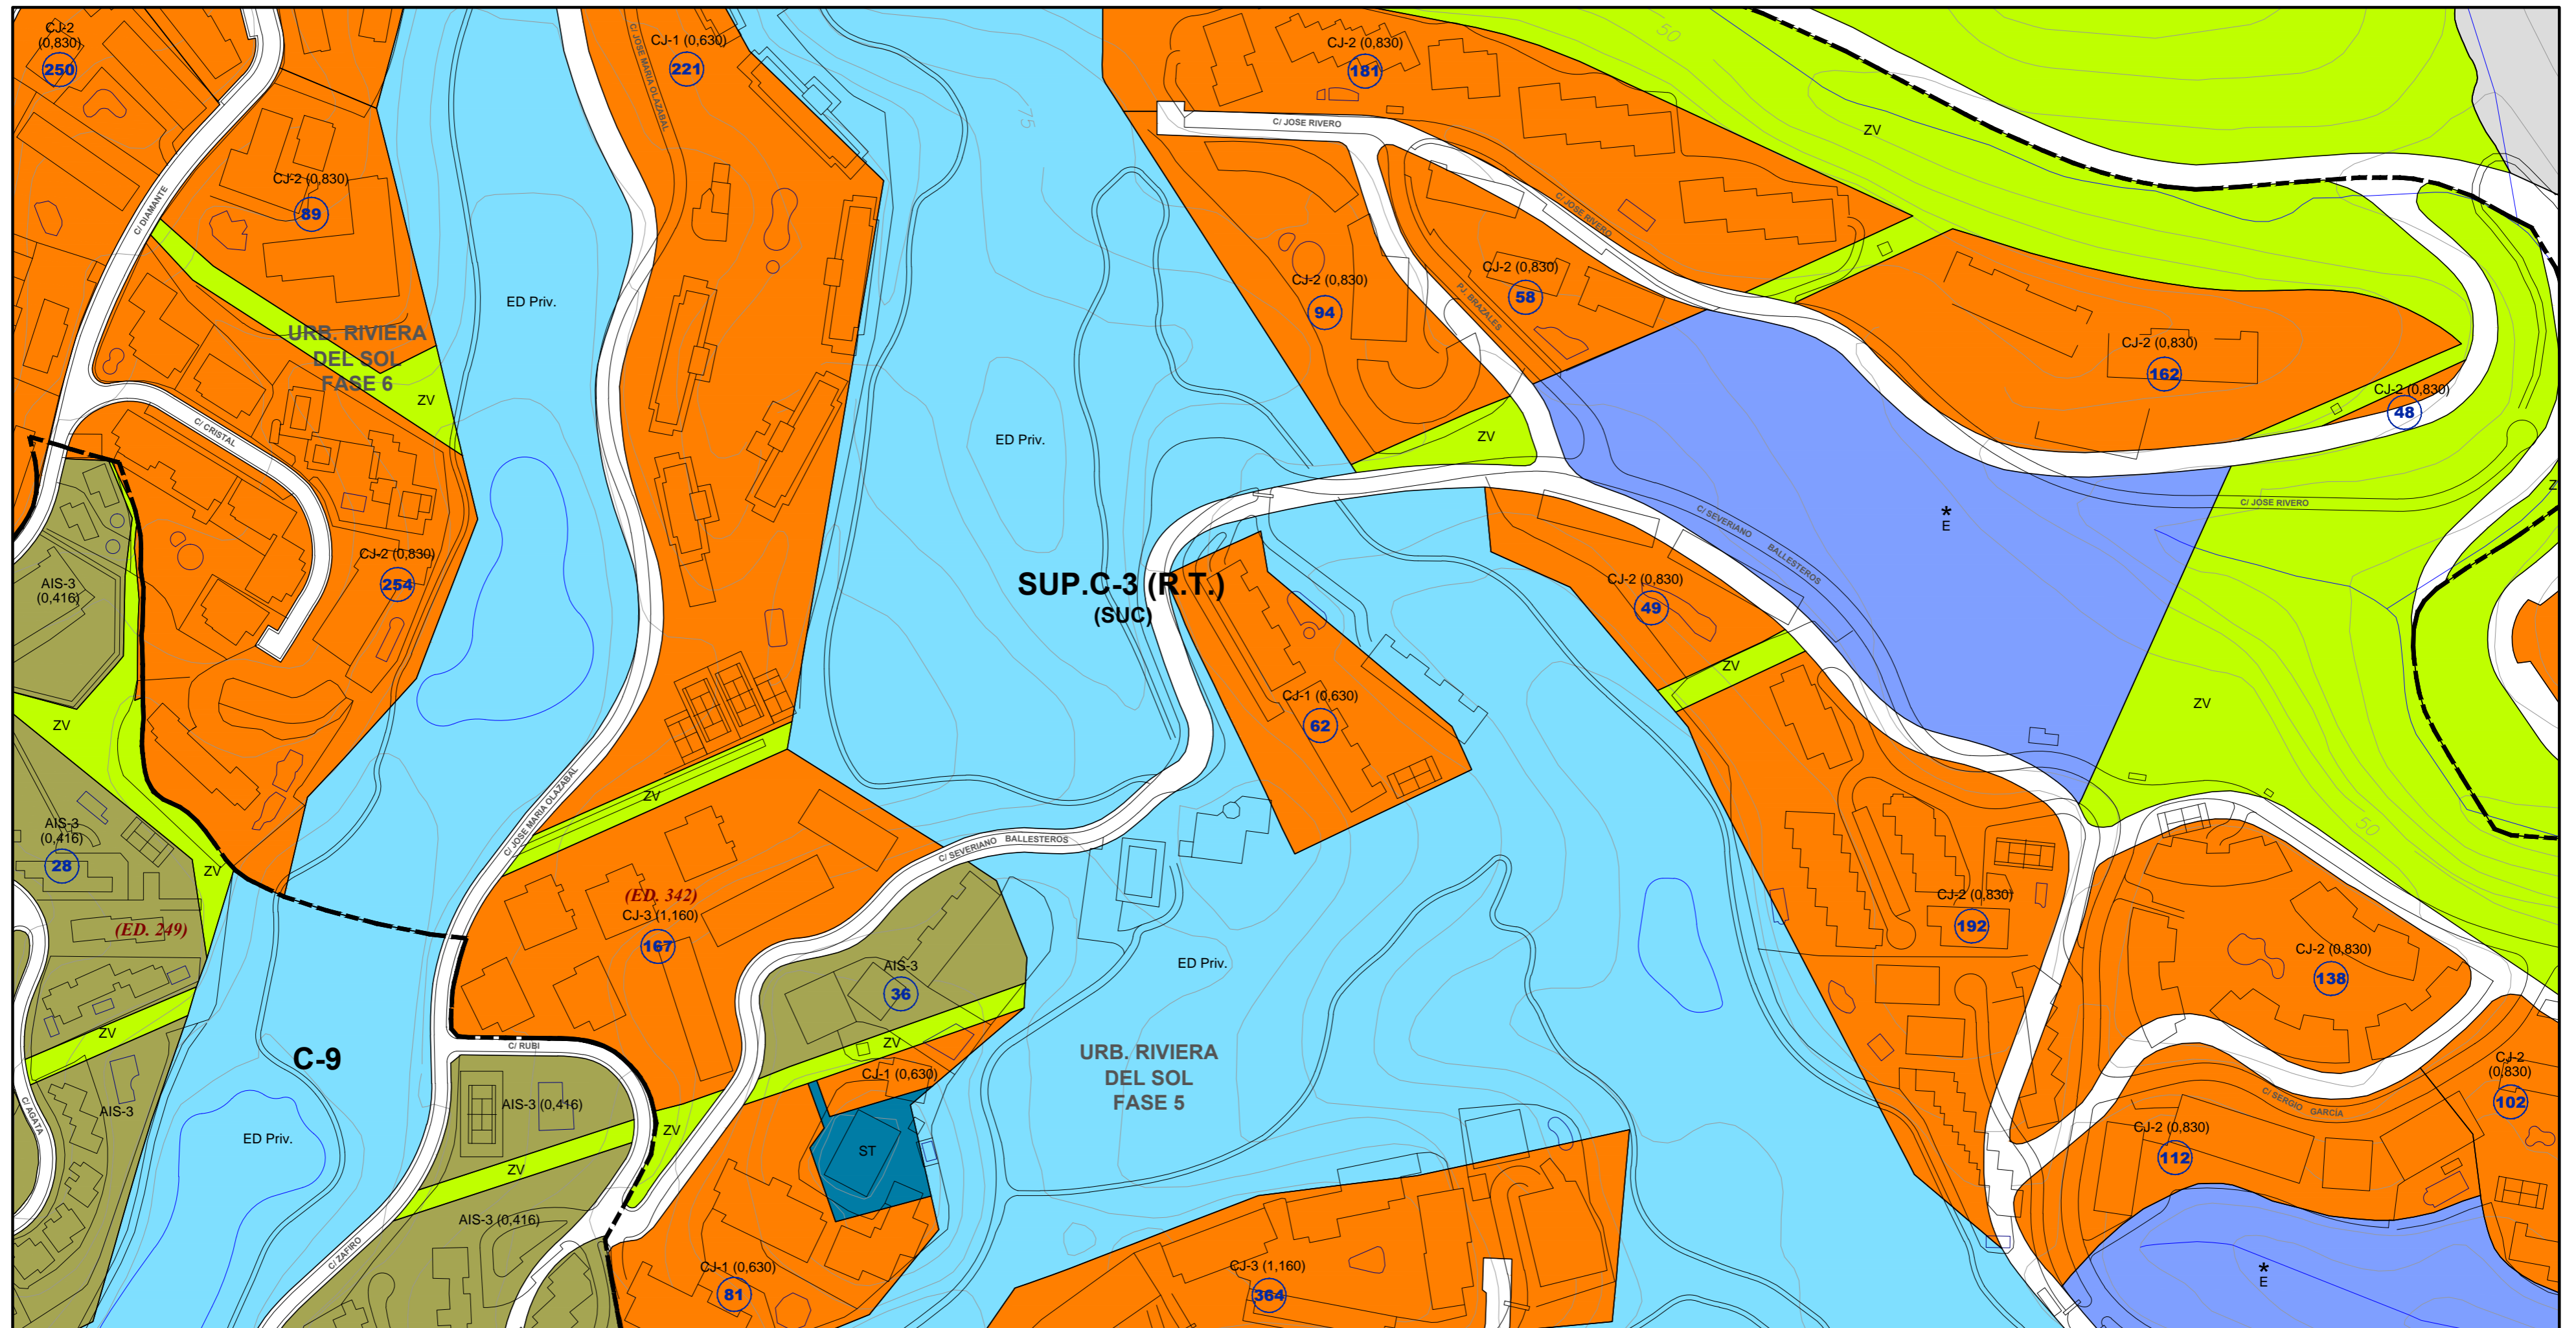 CJ-2
(0,830)
250
C/ JOSE MARIA OLAZABAL
CJ-1 (0,630)
221
CJ-2 (0,830)
181
50
75
C/ JOSE RIVERO
ZV
C/ DIAMANTE
CJ-2 (0,830)
89
C/ JOSE RIVERO
CJ-2 (0,830)
94
CJ-2 (0,830)
58
PJ. BRAZALES
ED Priv.
URB. RIVIERA
DEL SOL
FASE 6
ZV
CJ-2 (0,830)
162
CJ-2 (0,830)
48
C/ CRISTAL
ED Priv.
ZV
C/ JOSE RIVERO
*
E
C/ SEVERIANO BALLESTEROS
CJ-2 (0,830)
254
AIS-3
(0,416)
SUP.C-3 (R.T.)
(SUC)
CJ-2 (0,830)
49
ZV
CJ-1 (0,630)
62
ZV
ZV
C/ JOSE MARIA OLAZABAL
ZV
AIS-3
(0,416)
28
ZV
C/ SEVERIANO BALLESTEROS
50
(ED. 249)
(ED. 342)
CJ-3 (1,160)
167
CJ-2 (0,830)
192
CJ-2 (0,830)
138
AIS-3
36
ED Priv.
ZV
C-9
C/ RUBI
ZV
URB. RIVIERA
DEL SOL
FASE 5
CJ-1 (0,630)
CJ-2
(0,830)
102
C/ AGATA
AIS-3
AIS-3 (0,416)
C/ SERGIO GARCÍA
ED Priv.
ZV
ZV
ST
CJ-2 (0,830)
112
AIS-3 (0,416)
C/ ZAFIRO
CJ-1 (0,630)
81
CJ-3 (1,160)
364
*
E